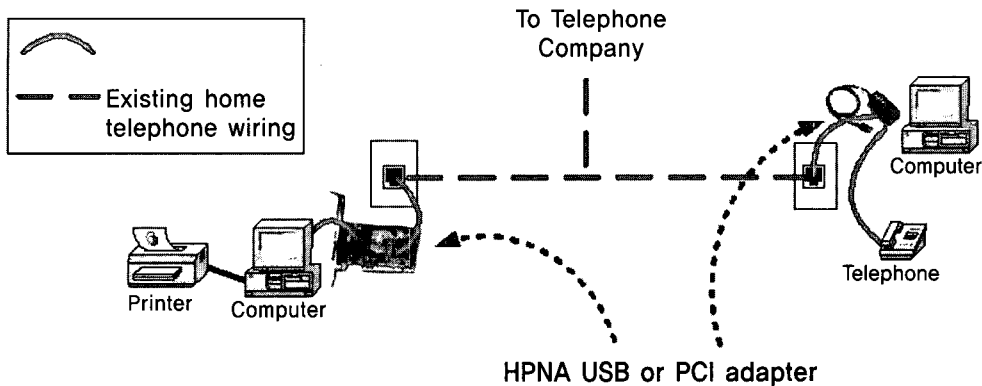 To Telephone
Company
Existing home
telephone wiring
Computer
Telephone
Printer
Computer
HPNA USB or PCI adapter